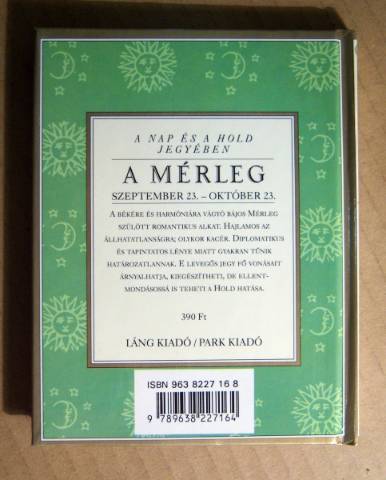 A NAP ÉS A HOLD
JEGYÉBEN
A MÉRLEG
SZEPTEMBER 23. – OKTÓBER 23.
A BÉKÉRE ÉS HARMÓNIÁRA VÁGYÓ BÁJOS MÉRLEG
SZÜLÖTT ROMANTIKUS ALKAT. HAJLAMOS AZ
ÁLLHATATLANSÁGRA; OLYKOR KACÉR. DIPLOMATIKUS
ÉS TAPINTATOS LÉNYE MIATT GYAKRAN TŰNIK
HATÁROZATLANNAK. E LEVEGŐS JEGY FŐ VONÁSAIT
ÁRNYALHATJA, KIEGÉSZÍTHETI, DE ELLENT-
MONDÁSOSSÁ IS TEHETI A HOLD HATÁSA.
390 Ft
LÁNG KIADÓ / PARK KIADÓ
ISBN 963 8227 16 8
9 789638 227164